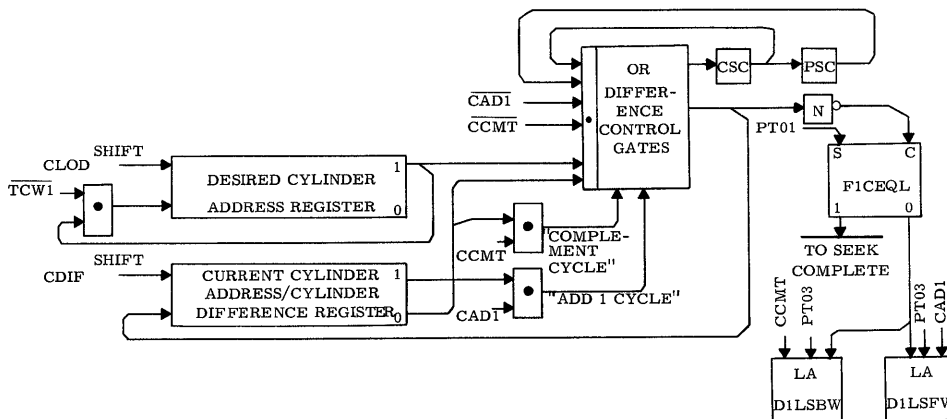 OR
DIFFER-
ENCE
CONTROL
GATES
CSC
PSC
CAD1
CCMT
N
PT01
S C
F1CEQL
1 0
TO SEEK
COMPLETE
SHIFT
CLOD
TCW1
DESIRED CYLINDER
ADDRESS REGISTER
1
0
SHIFT
CDIF
CURRENT CYLINDER
ADDRESS/CYLINDER
DIFFERENCE REGISTER
1
0
CCMT
"COMPLE-
MENT
CYCLE"
CAD1
"ADD 1 CYCLE"
CCMT
PT03
LA
D1LSBW
PT03
CAD1
LA
D1LSFW